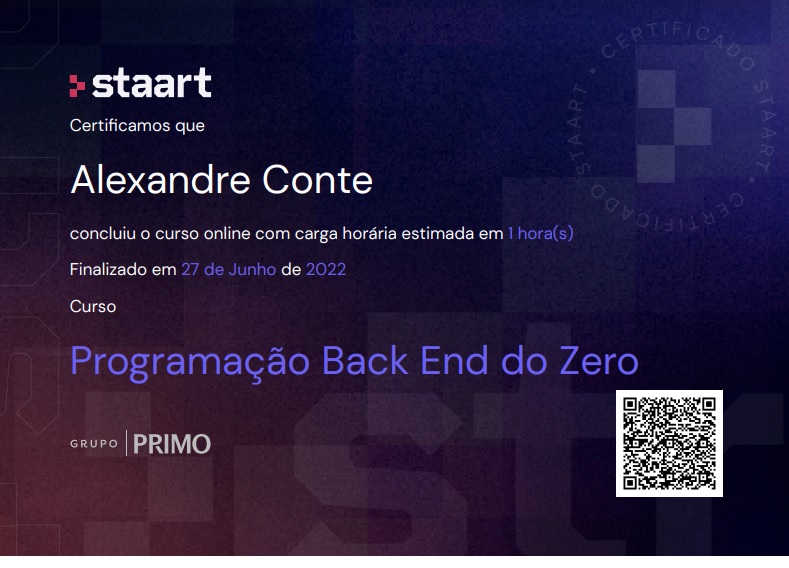 staart
CERTIFICADO STAART • CERTIFICADO STAART •
Certificamos que
Alexandre Conte
concluiu o curso online com carga horária estimada em 1 hora(s)
Finalizado em 27 de Junho de 2022
Curso
Programação Back End do Zero
GRUPO PRIMO
str